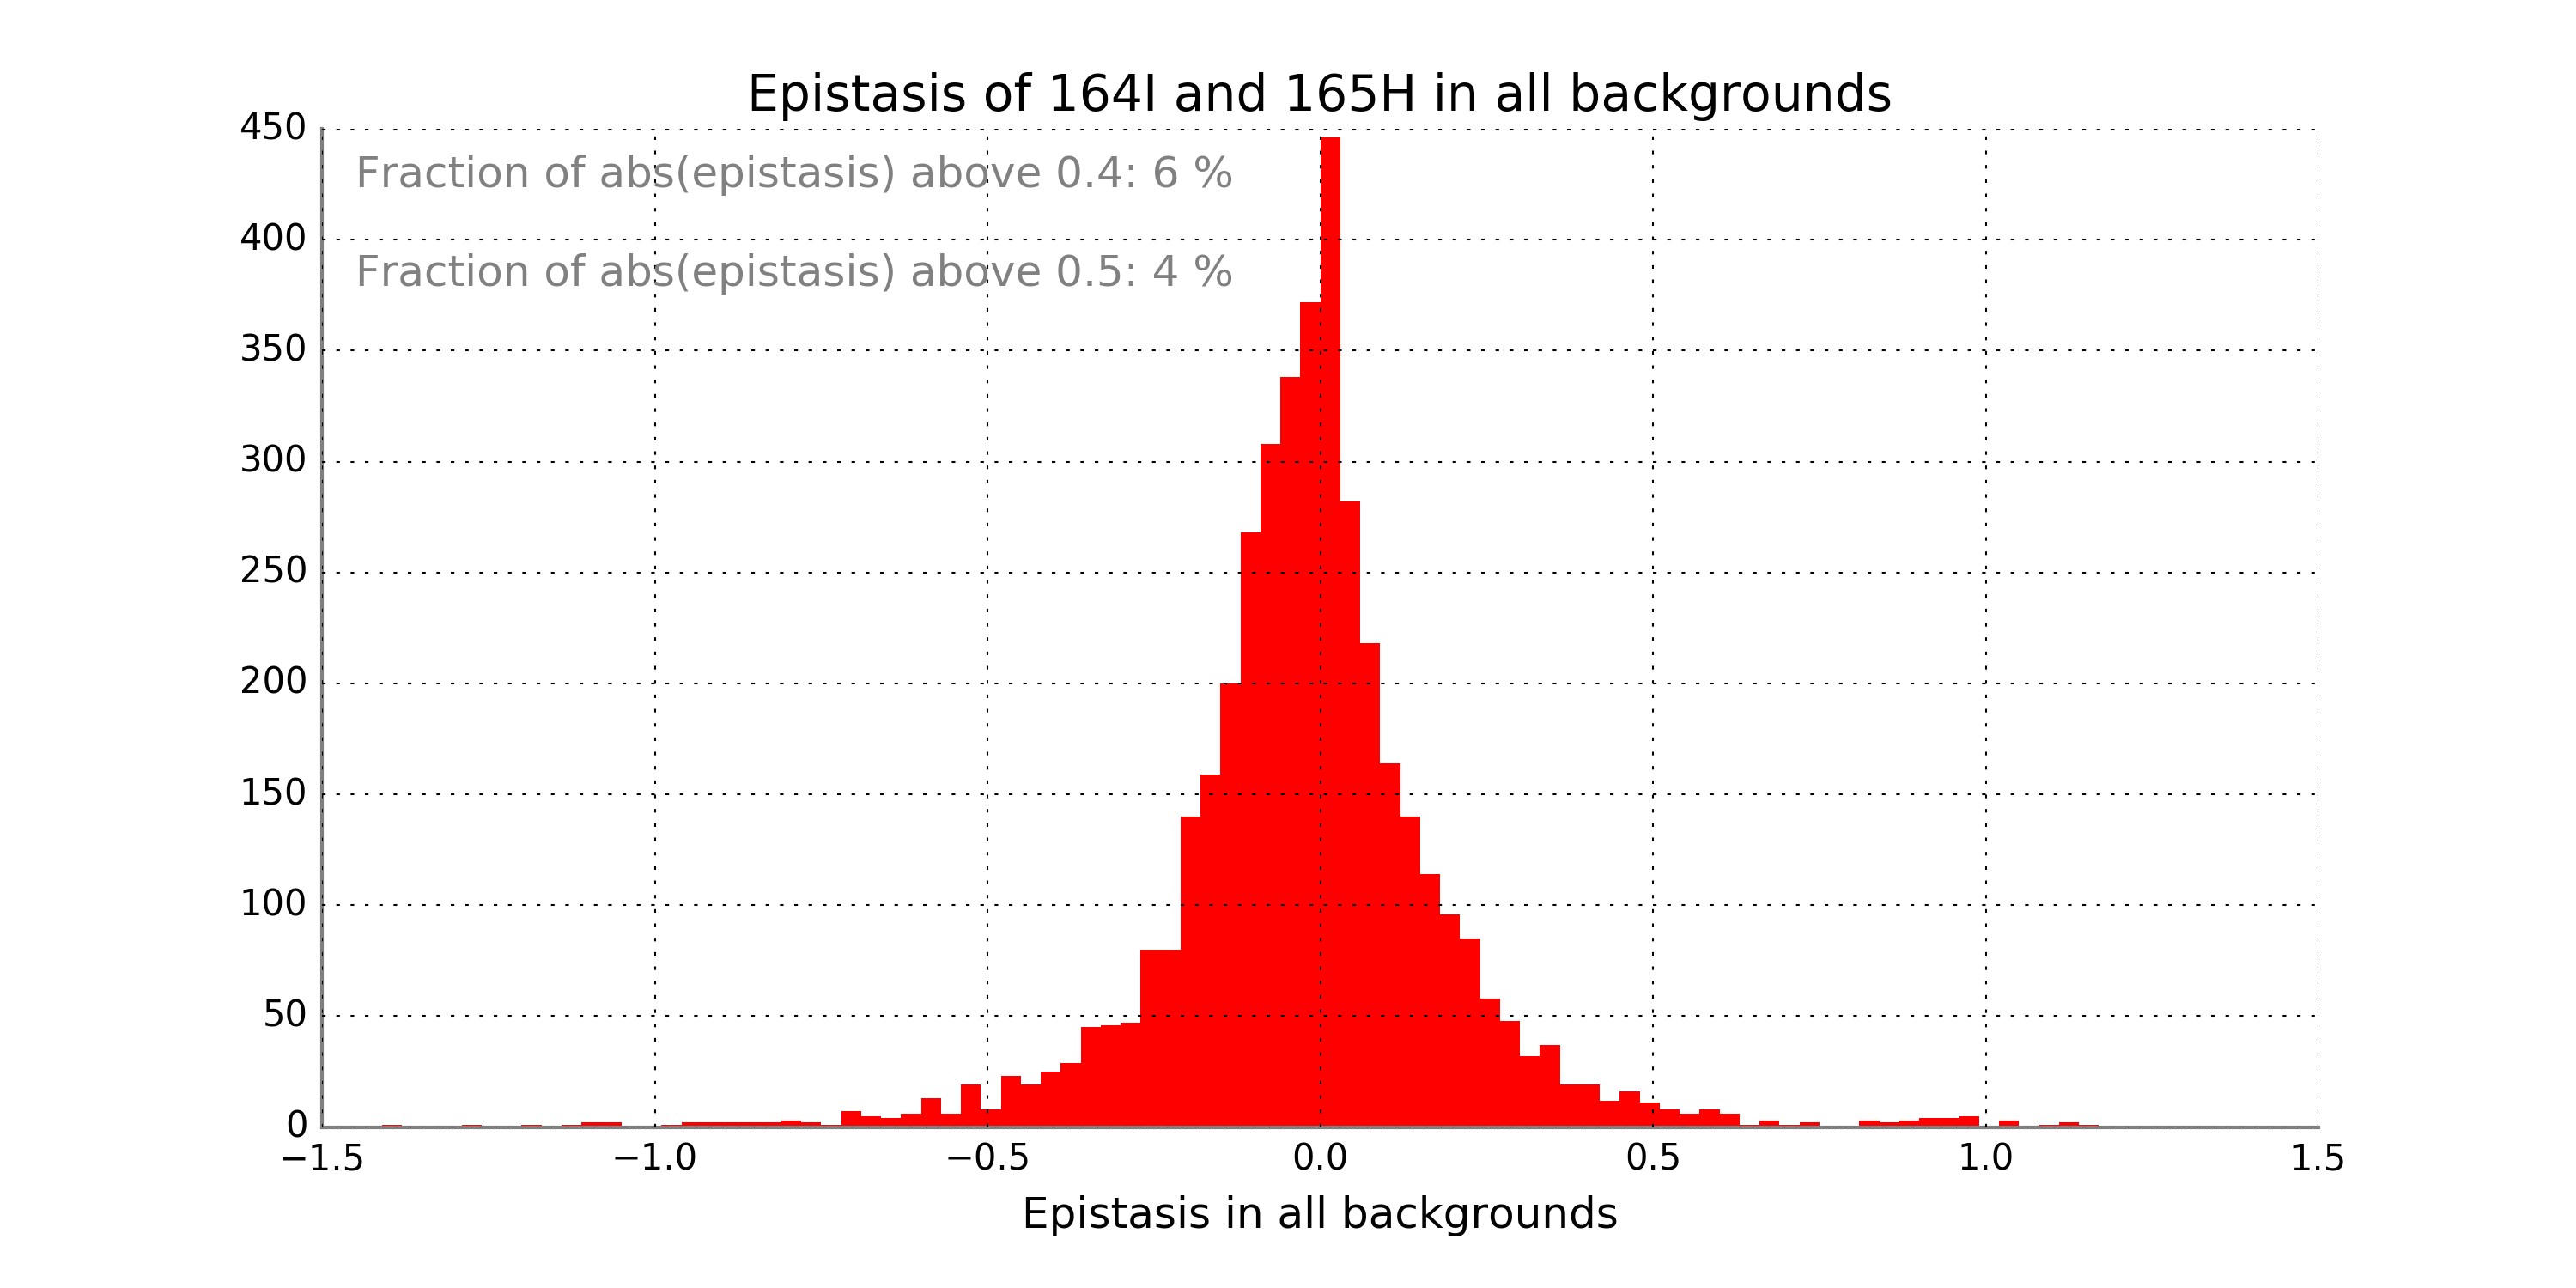 Epistasis of 164I and 165H in all backgrounds
450
Fraction of abs(epistasis) above 0.4: 6 %
400
Fraction of abs(epistasis) above 0.5: 4 %
350
300
250
200
150
100
50
0
−1.5 −1.0 −0.5 0.0 0.5 1.0 1.5
Epistasis in all backgrounds